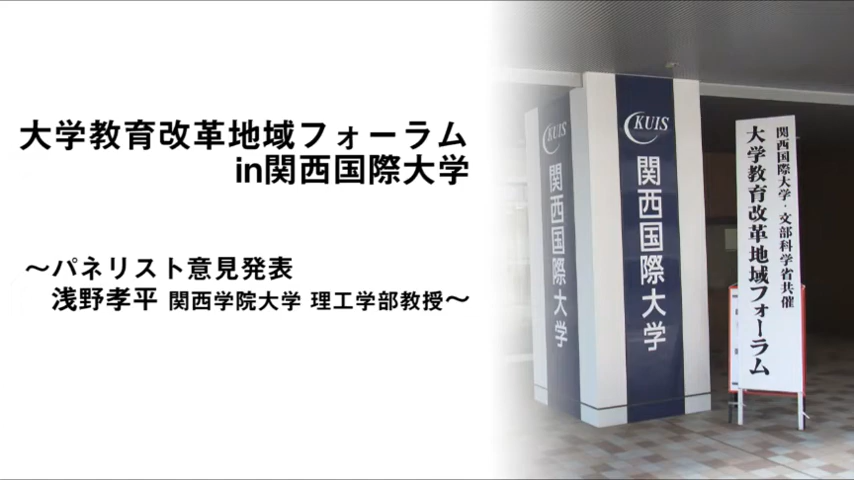 大学教育改革地域フォーラム
in関西国際大学
～パネリスト意見発表
浅野孝平 関西学院大学 理工学部教授～
KUIS
関西国際大学
KUIS
関西国際大学
関西国際大学・文部科学省共催
大学教育改革地域フォーラム